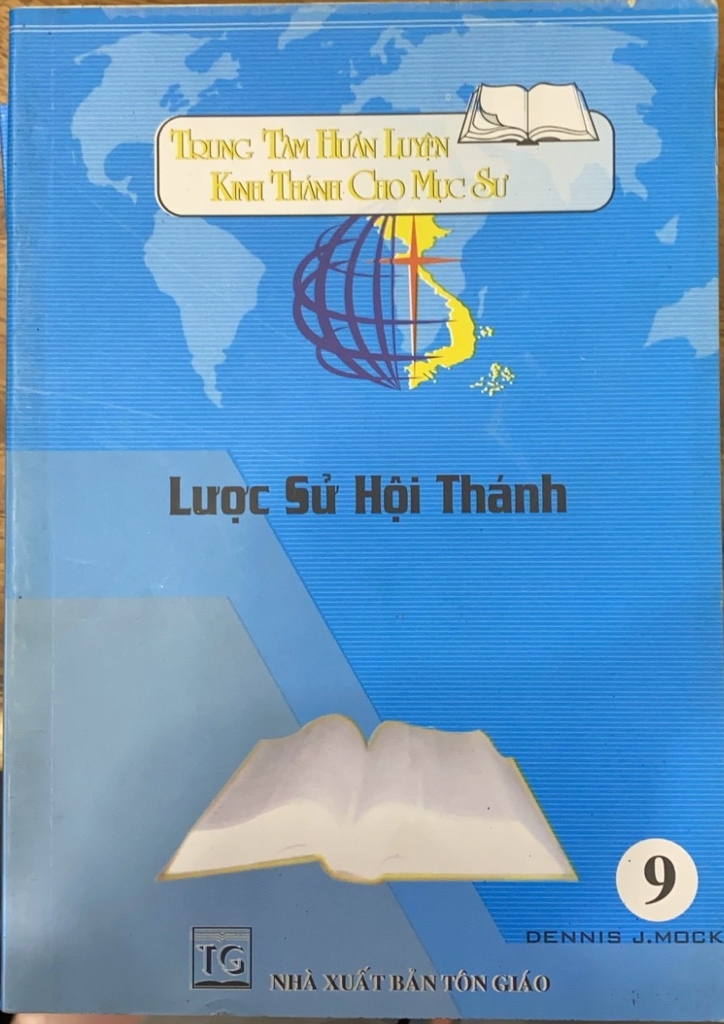 TRUNG TÂM HUẤN LUYỆN
KINH THÁNH CHO MỤC SƯ
Lược Sử Hội Thánh
9
DENNIS J.MOCK
TG
NHÀ XUẤT BẢN TÔN GIÁO